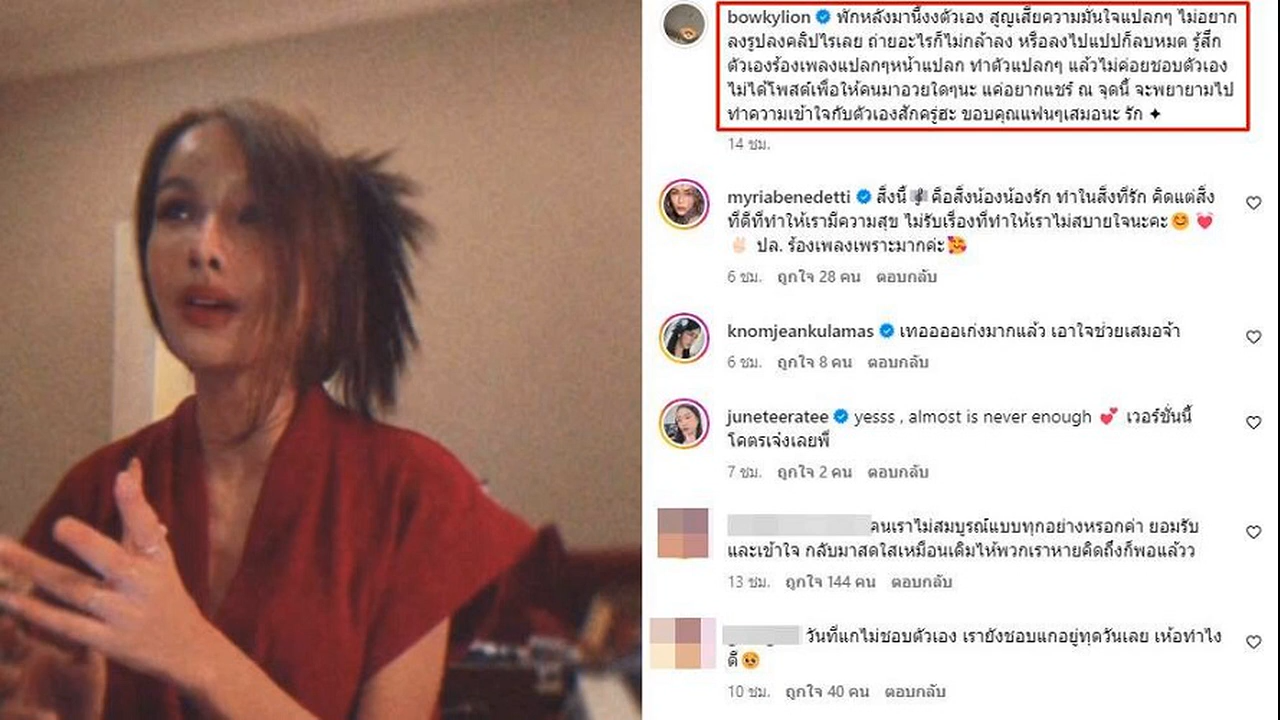 bowkylion พักหลังมานี้งงตัวเอง สูญเสียความมั่นใจแปลกๆ ไม่อยาก
ลงรูปลงคลิปไรเลย ถ่ายอะไรก็ไม่กล้าลง หรือลงไปแปปก็ลบหมด รู้สึก
ตัวเองร้องเพลงแปลกๆหน้าแปลก ทำตัวแปลกๆ แล้วไม่ค่อยชอบตัวเอง
ไม่ได้โพสต์เพื่อให้คนมาอวยใดๆนะ แค่อยากแชร์ ณ จุดนี้ จะพยายามไป
ทำความเข้าใจกับตัวเองสักครู่ฮะ ขอบคุณแฟนๆเสมอนะ รัก ✦
14 ชม.
myriabenedetti สิ่งนี้🎼คือสิ่งน้องน้องรัก ทำในสิ่งที่รัก คิดแต่สิ่ง
ที่ดีที่ทำให้เรามีความสุข ไม่รับเรื่องที่ทำให้เราไม่สบายใจนะคะ😊 💓
✌🏻 ปล. ร้องเพลงเพราะมากค่ะ🥰
6 ชม. ถูกใจ 28 คน ตอบกลับ
knomjeankulamas เทออออเก่งมากแล้ว เอาใจช่วยเสมอจ้า
6 ชม. ถูกใจ 8 คน ตอบกลับ
juneteeratee yesss , almost is never enough 💕 เวอร์ชั่นนี้
โคตรเจ๋งเลยพี่
7 ชม. ถูกใจ 2 คน ตอบกลับ
คนเราไม่สมบูรณ์แบบทุกอย่างหรอกค่า ยอมรับ
และเข้าใจ กลับมาสดใสเหมือนเดิมให้พวกเราหายคิดถึงก็พอแล้วว
13 ชม. ถูกใจ 144 คน ตอบกลับ
วันที่แกไม่ชอบตัวเอง เรายังชอบแกอยู่ทุดวันเลย เห้อทำไง
ดี 🥺
10 ชม. ถูกใจ 40 คน ตอบกลับ